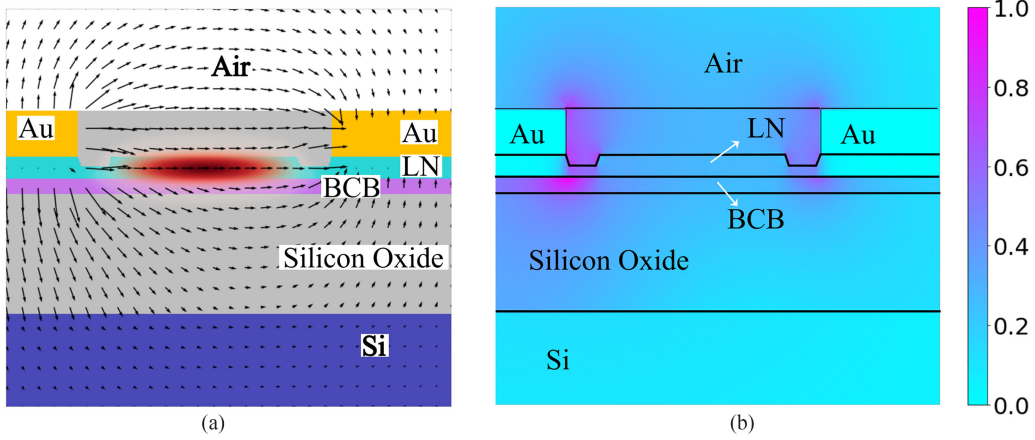 Air
Au
Au
LN
BCB
Silicon Oxide
Si
(a)
Air
LN
Au
Au
BCB
Silicon Oxide
Si
(b)
1.0
0.8
0.6
0.4
0.2
0.0